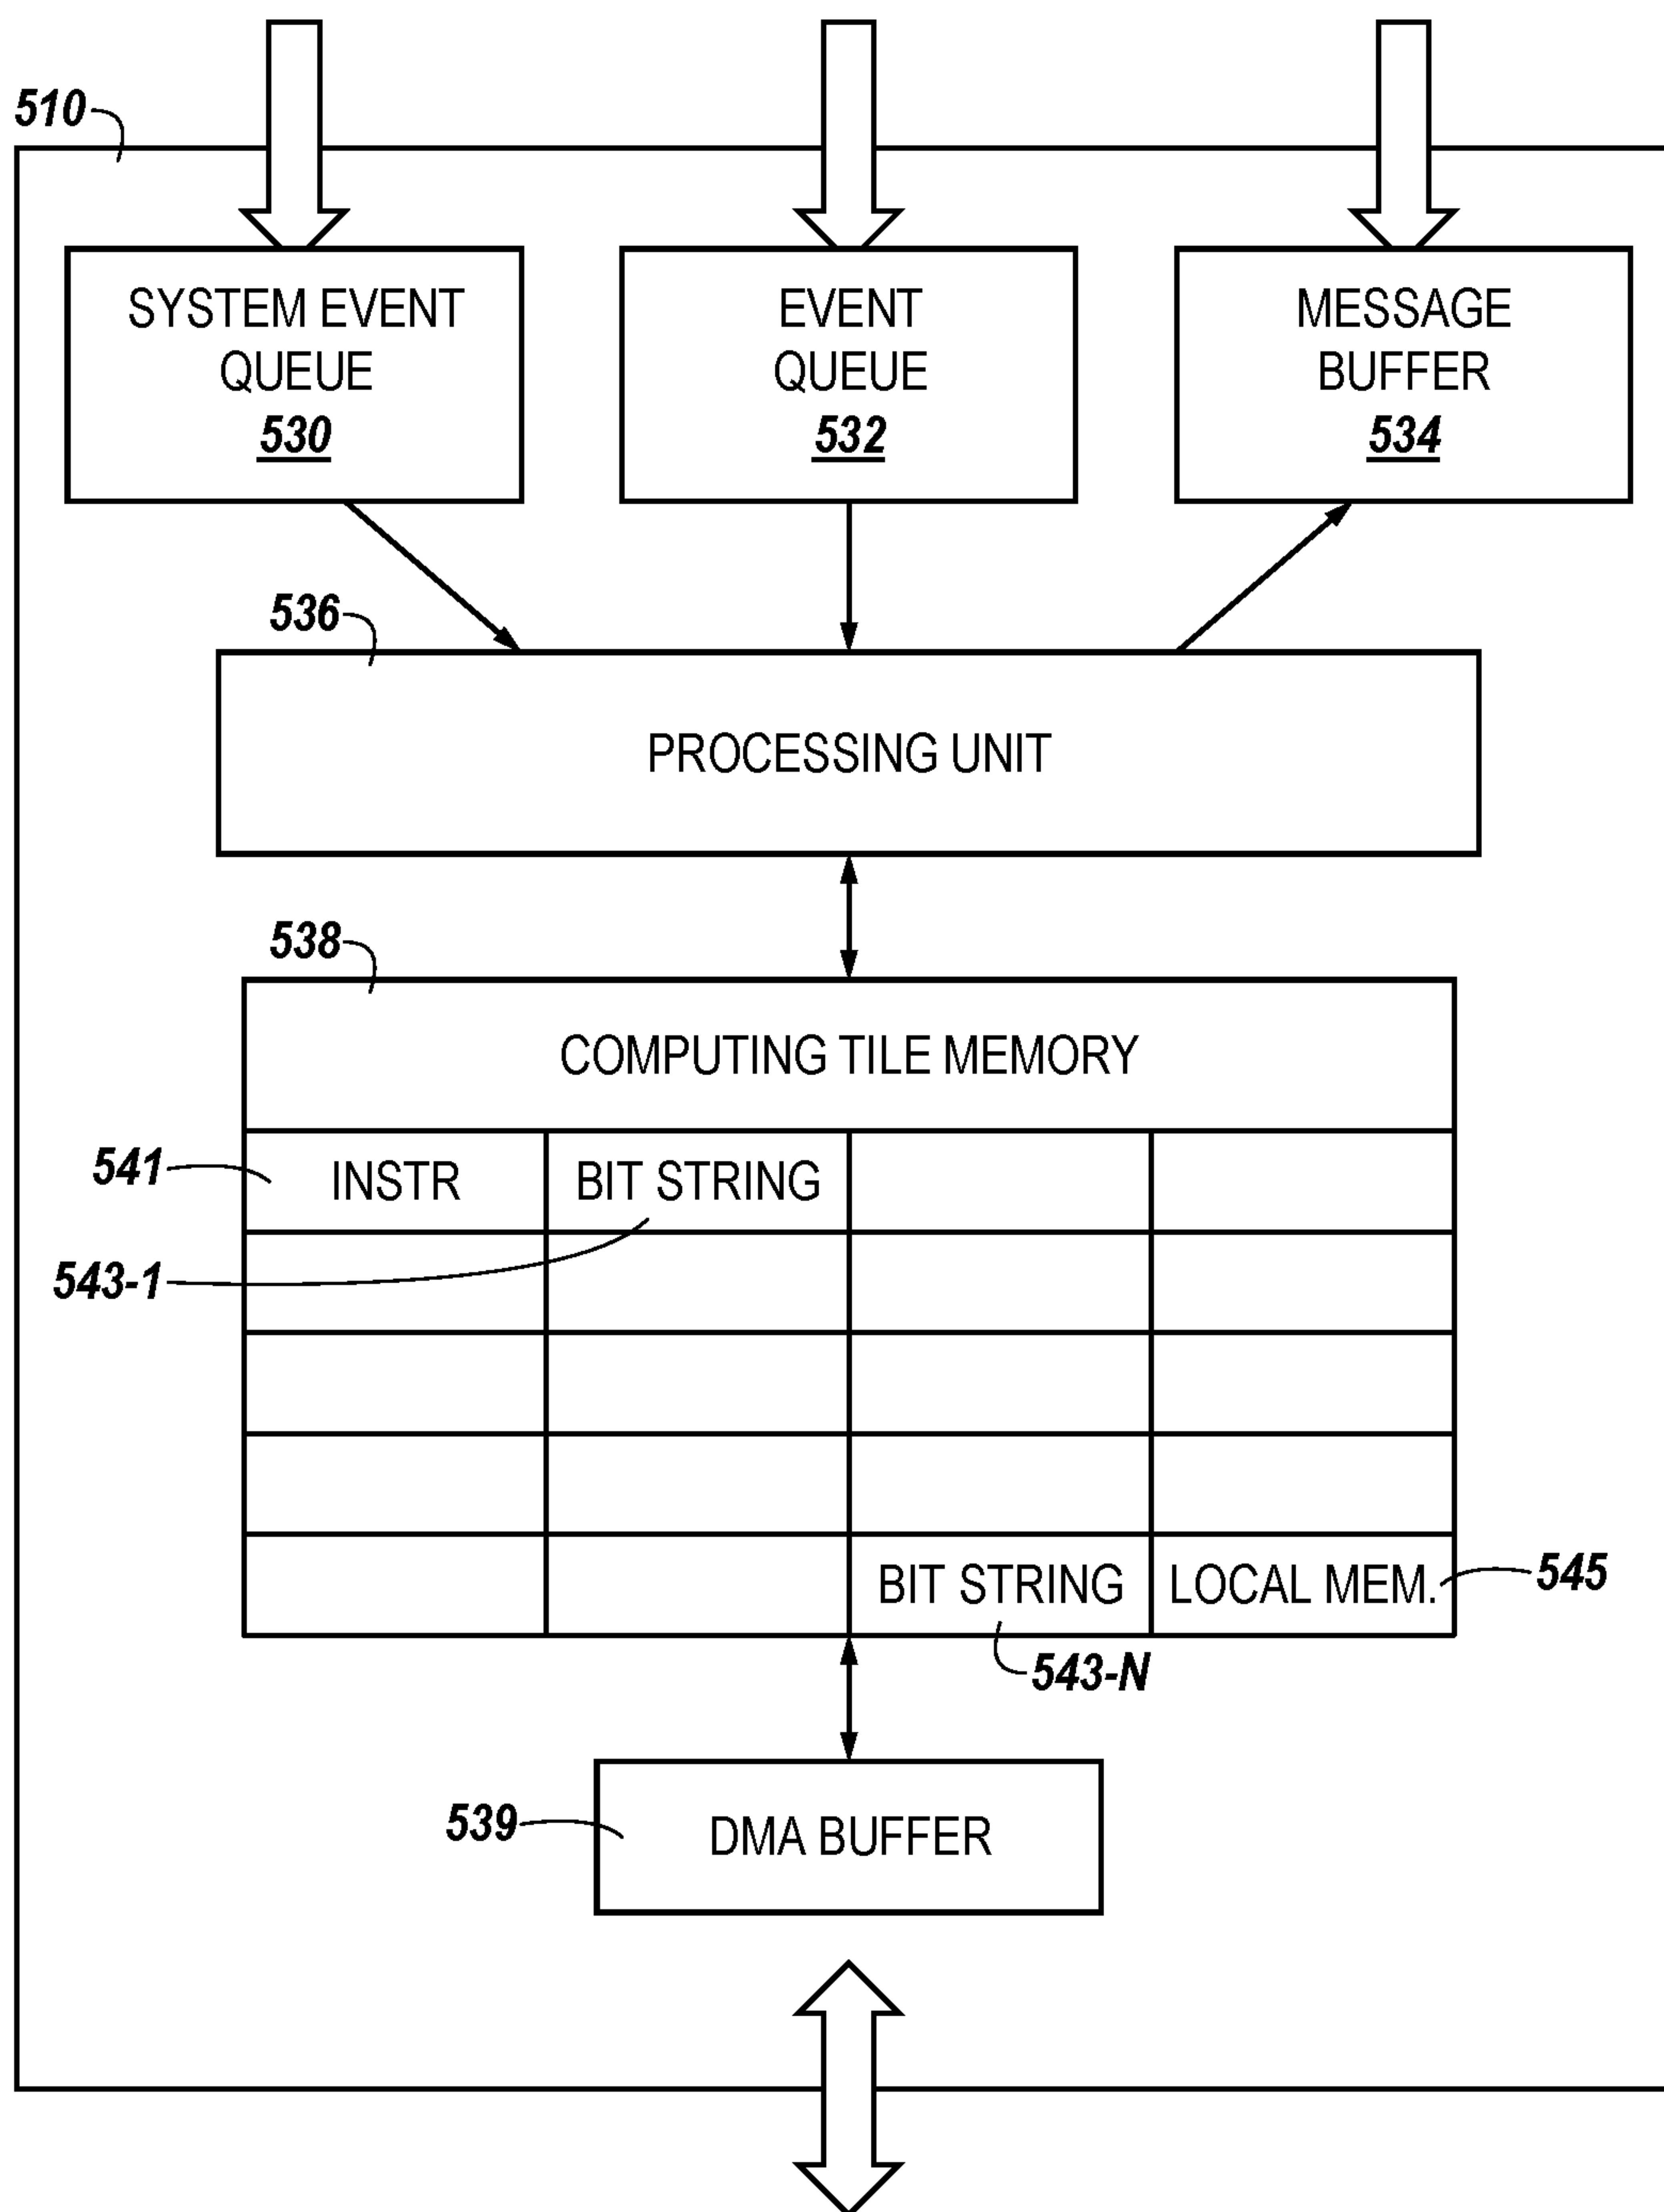 510
SYSTEM EVENT
QUEUE
530
EVENT
QUEUE
532
MESSAGE
BUFFER
534
536
PROCESSING UNIT
538
COMPUTING TILE MEMORY
541
INSTR
BIT STRING
543-1
BIT STRING
LOCAL MEM.
545
543-N
539
DMA BUFFER